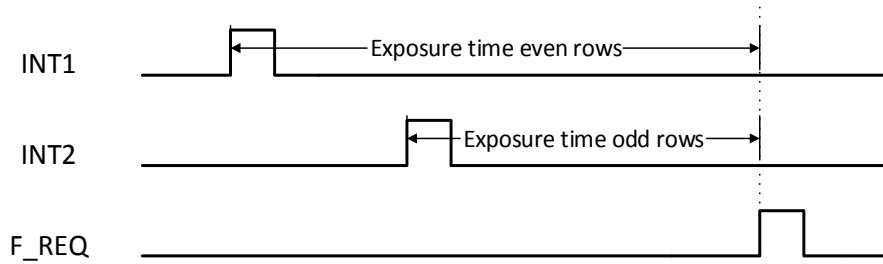 INT1
Exposure time even rows
INT2
Exposure time odd rows
F_REQ